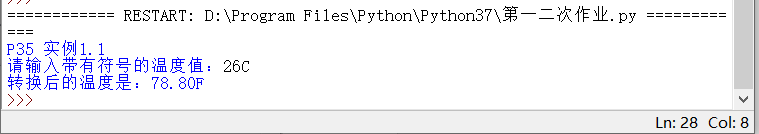 ============ RESTART: D:\Program Files\Python\Python37\第一二次作业.py =========
===
P35 实例1.1
请输入带有符号的温度值：26C
转换后的温度是：78.80F
>>>
Ln: 28 Col: 8